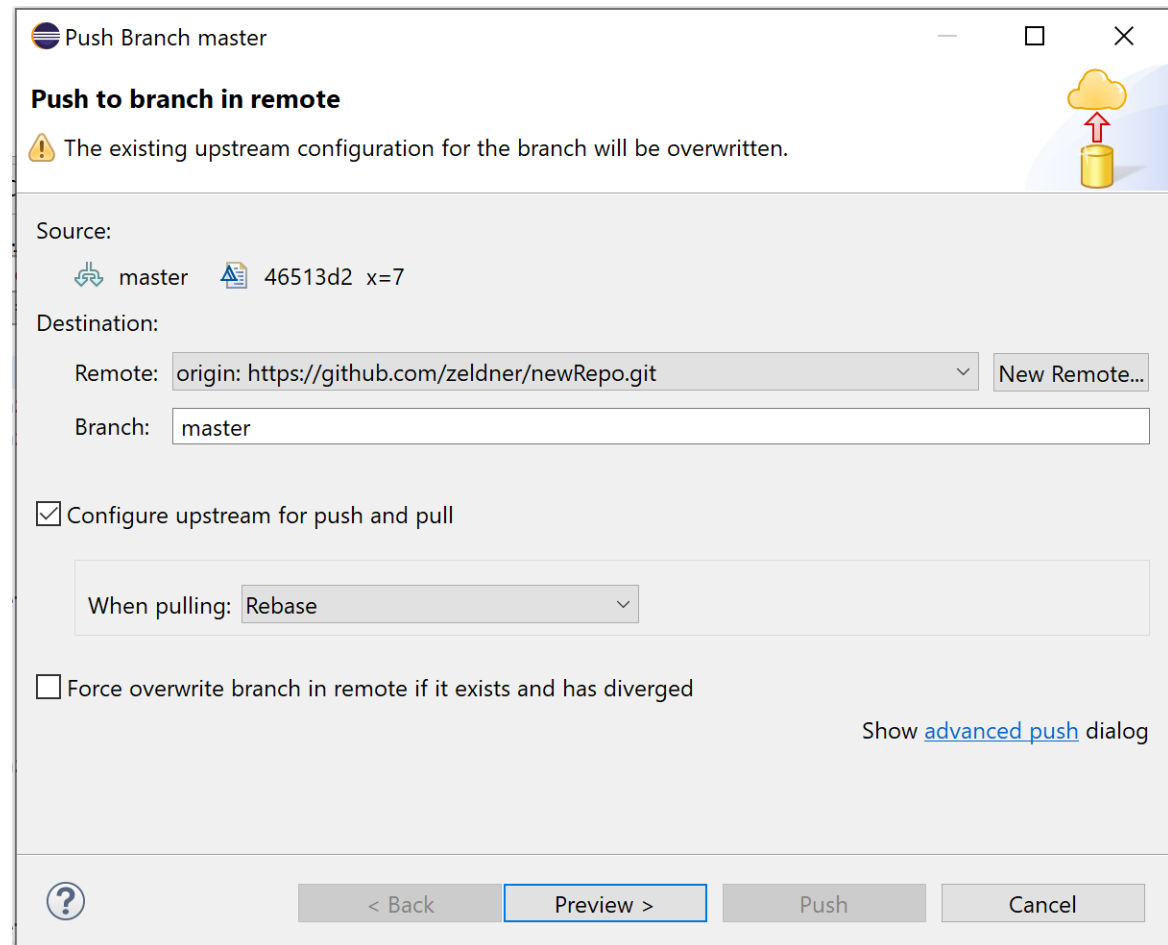 Push Branch master
Push to branch in remote
The existing upstream configuration for the branch will be overwritten.
Source:
master 46513d2 x=7
Destination:
Remote: origin: https://github.com/zeldner/newRepo.git New Remote...
Branch: master
Configure upstream for push and pull
When pulling: Rebase
Force overwrite branch in remote if it exists and has diverged
Show advanced push dialog
< Back Preview > Push Cancel